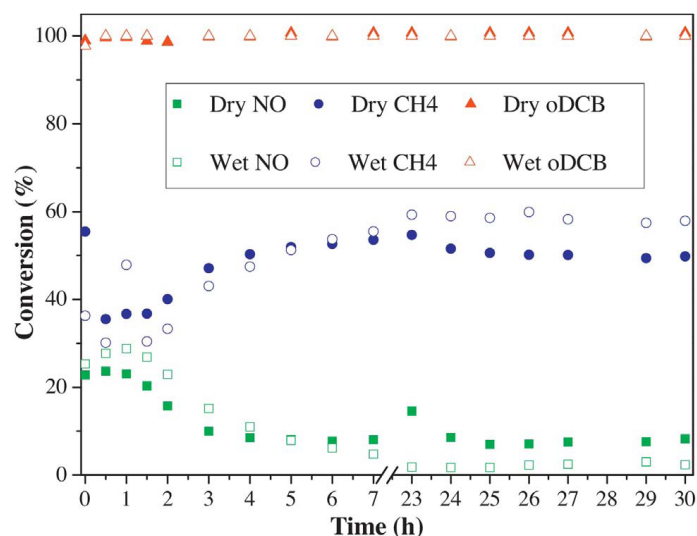 100
80
60
40
20
0
Conversion (%)
Dry NO Dry CH4 Dry oDCB
Wet NO Wet CH4 Wet oDCB
0 1 2 3 4 5 6 7 23 24 25 26 27 28 29 30
Time (h)